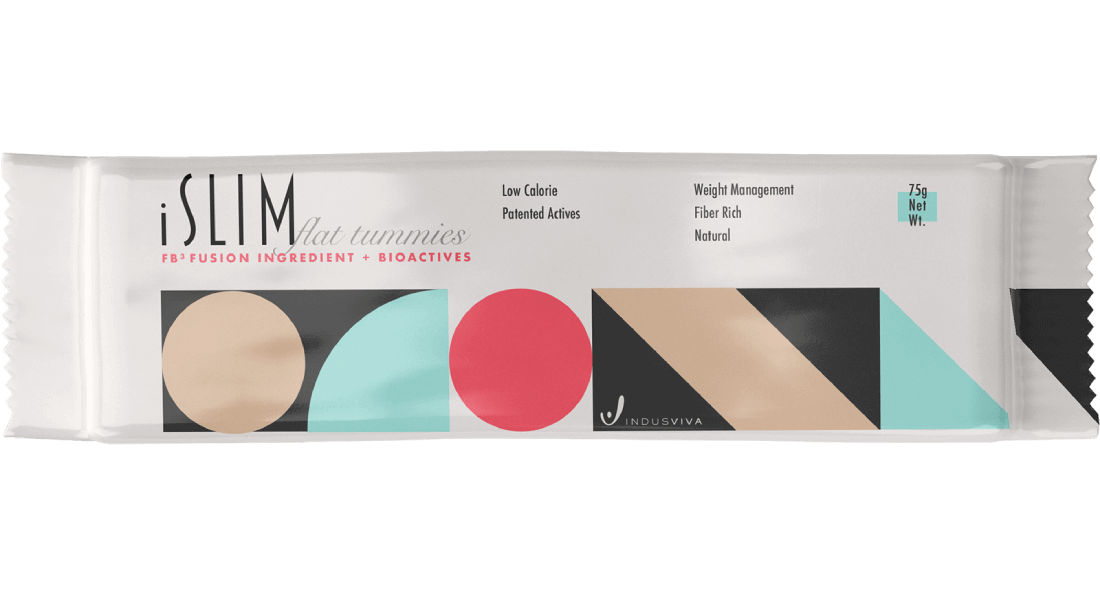 iSLIM
flat tummies
FB³ FUSION INGREDIENT + BIOACTIVES
Low Calorie
Patented Actives
Weight Management
Fiber Rich
Natural
75g
Net
Wt.
INDUSVIVA